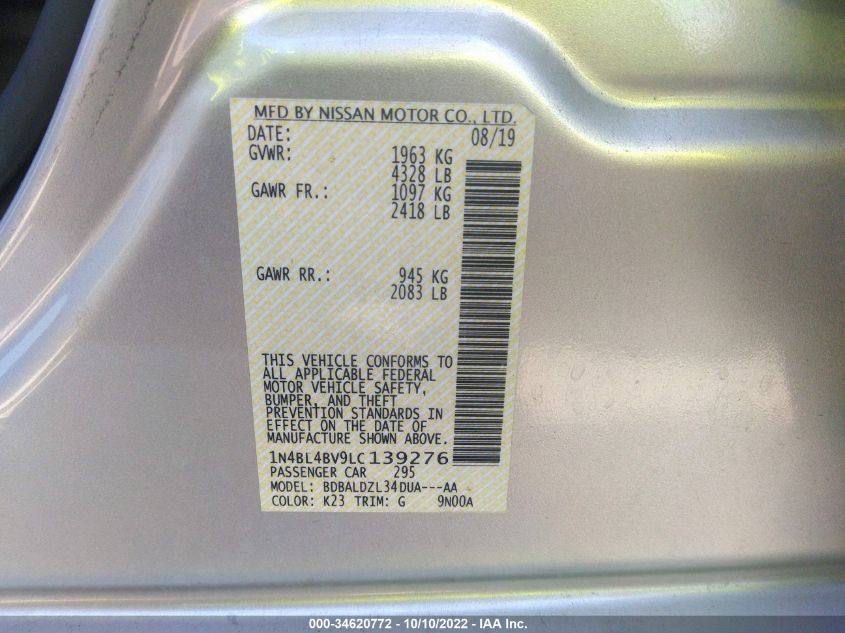 MFD BY NISSAN MOTOR CO., LTD.
DATE: 08/19
GVWR: 1963 KG
4328 LB
GAWR FR.: 1097 KG
2418 LB
GAWR RR.: 945 KG
2083 LB
THIS VEHICLE CONFORMS TO
ALL APPLICABLE FEDERAL
MOTOR VEHICLE SAFETY,
BUMPER, AND THEFT
PREVENTION STANDARDS IN
EFFECT ON THE DATE OF
MANUFACTURE SHOWN ABOVE.
1N4BL4BV9LC139276
PASSENGER CAR 295
MODEL: BDBALDZL34DUA---AA
COLOR: K23 TRIM: G 9N00A
000-34620772 - 10/10/2022 - IAA Inc.